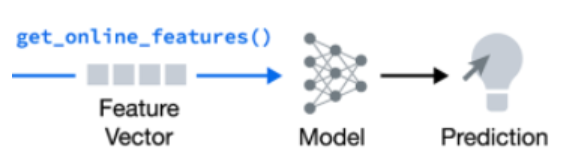 get_online_features()
Feature
Vector
Model
Prediction